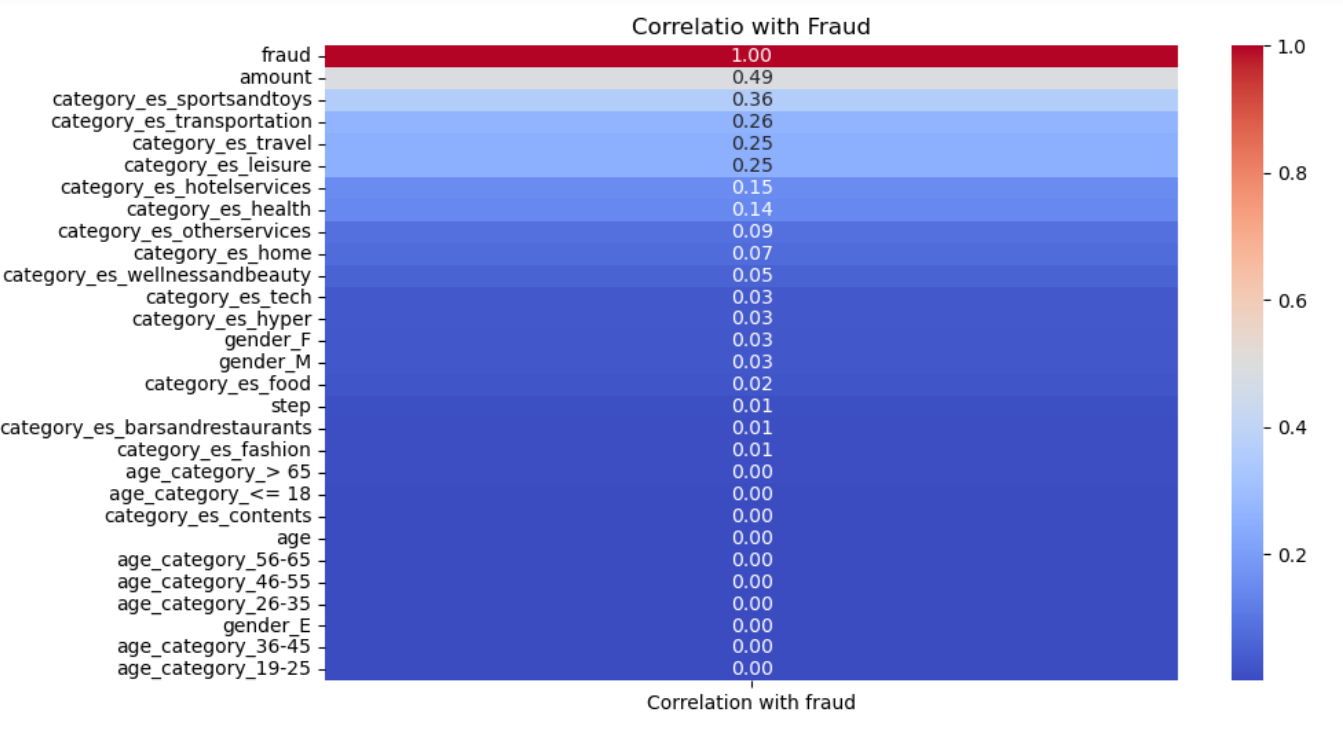 Correlatio with Fraud
fraud 1.00
amount 0.49
category_es_sportsandtoys 0.36
category_es_transportation 0.26
category_es_travel 0.25
category_es_leisure 0.25
category_es_hotelservices 0.15
category_es_health 0.14
category_es_otherservices 0.09
category_es_home 0.07
category_es_wellnessandbeauty 0.05
category_es_tech 0.03
category_es_hyper 0.03
gender_F 0.03
gender_M 0.03
category_es_food 0.02
step 0.01
category_es_barsandrestaurants 0.01
category_es_fashion 0.01
age_category_> 65 0.00
age_category_<= 18 0.00
category_es_contents 0.00
age 0.00
age_category_56-65 0.00
age_category_46-55 0.00
age_category_26-35 0.00
gender_E 0.00
age_category_36-45 0.00
age_category_19-25 0.00
Correlation with fraud
1.0
0.8
0.6
0.4
0.2